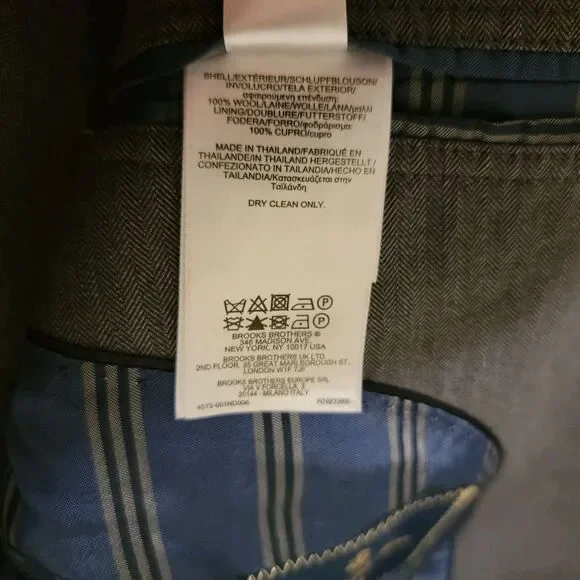 SHELL/EXTÉRIEUR/SCHLUPFBLOUSON/
INVOLUCRO/TELA EXTERIOR/
σφαιρούμενη επένδυση:
100% WOOL/LAINE/WOLLE/LANA/μαλλί
LINING/DOUBLURE/FUTTERSTOFF/
FODERA/FORRO/φοδράρισμα:
100% CUPRO/cupro
MADE IN THAILAND/FABRIQUÉ EN
THAÏLANDE/IN THAILAND HERGESTELLT/
CONFEZIONATO IN TAILANDIA/HECHO EN
TAILANDIA/Κατασκευάζεται στην
Ταϊλάνδη
DRY CLEAN ONLY.
P
P
BROOKS BROTHERS ®
346 MADISON AVE.
NEW YORK, NY 10017 USA
BROOKS BROTHERS UK LTD.
2ND FLOOR, 35 GREAT MARLBOROUGH ST.,
LONDON W1F 7JF
BROOKS BROTHERS EUROPE SRL
VIA V.FORCELLA, 3
20144 - MILANO ITALY